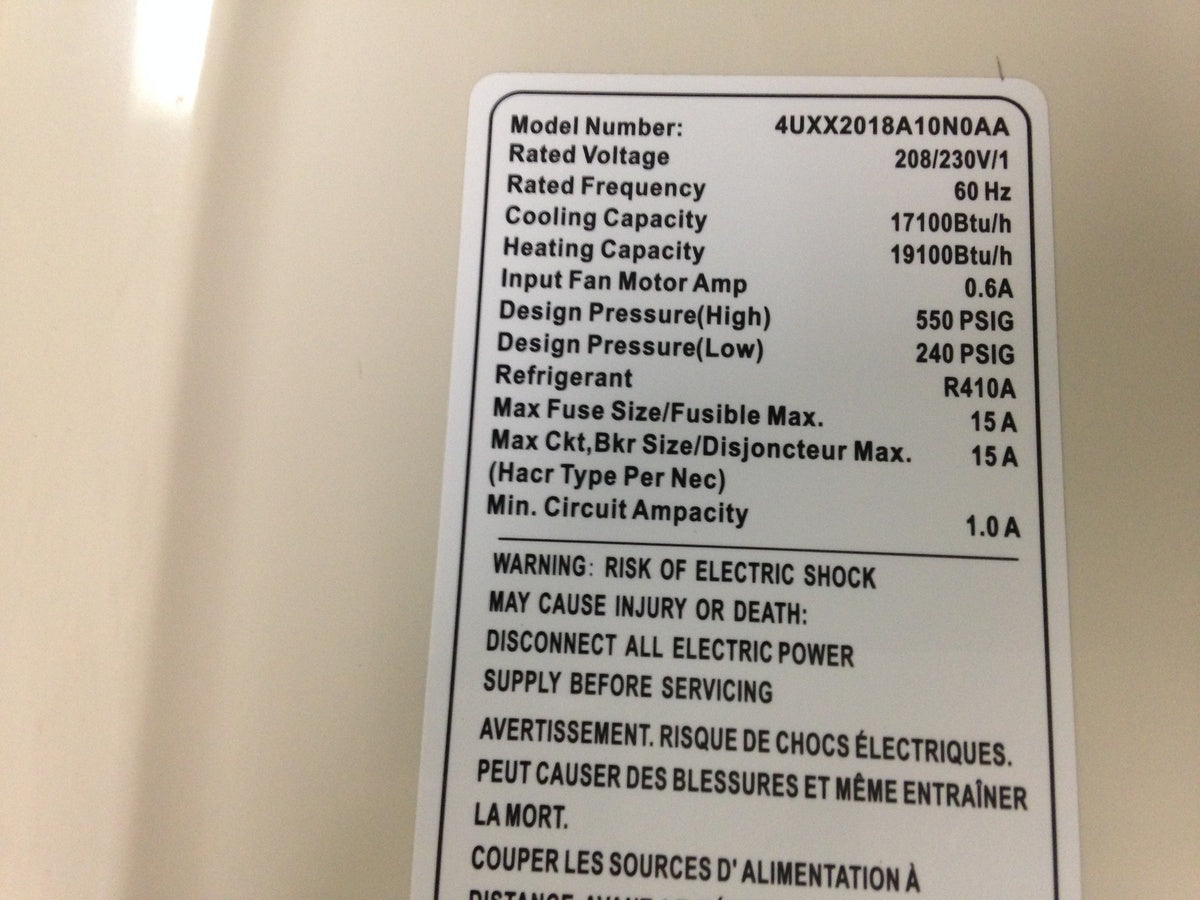 Model Number: 4UXX2018A10N0AA
Rated Voltage 208/230V/1
Rated Frequency 60 Hz
Cooling Capacity 17100Btu/h
Heating Capacity 19100Btu/h
Input Fan Motor Amp 0.6A
Design Pressure(High) 550 PSIG
Design Pressure(Low) 240 PSIG
Refrigerant R410A
Max Fuse Size/Fusible Max. 15 A
Max Ckt,Bkr Size/Disjoncteur Max. 15 A
(Hacr Type Per Nec)
Min. Circuit Ampacity 1.0 A
WARNING: RISK OF ELECTRIC SHOCK
MAY CAUSE INJURY OR DEATH:
DISCONNECT ALL ELECTRIC POWER
SUPPLY BEFORE SERVICING
AVERTISSEMENT. RISQUE DE CHOCS ÉLECTRIQUES.
PEUT CAUSER DES BLESSURES ET MÊME ENTRAÎNER
LA MORT.
COUPER LES SOURCES D' ALIMENTATION À
DISTANCE AVANT